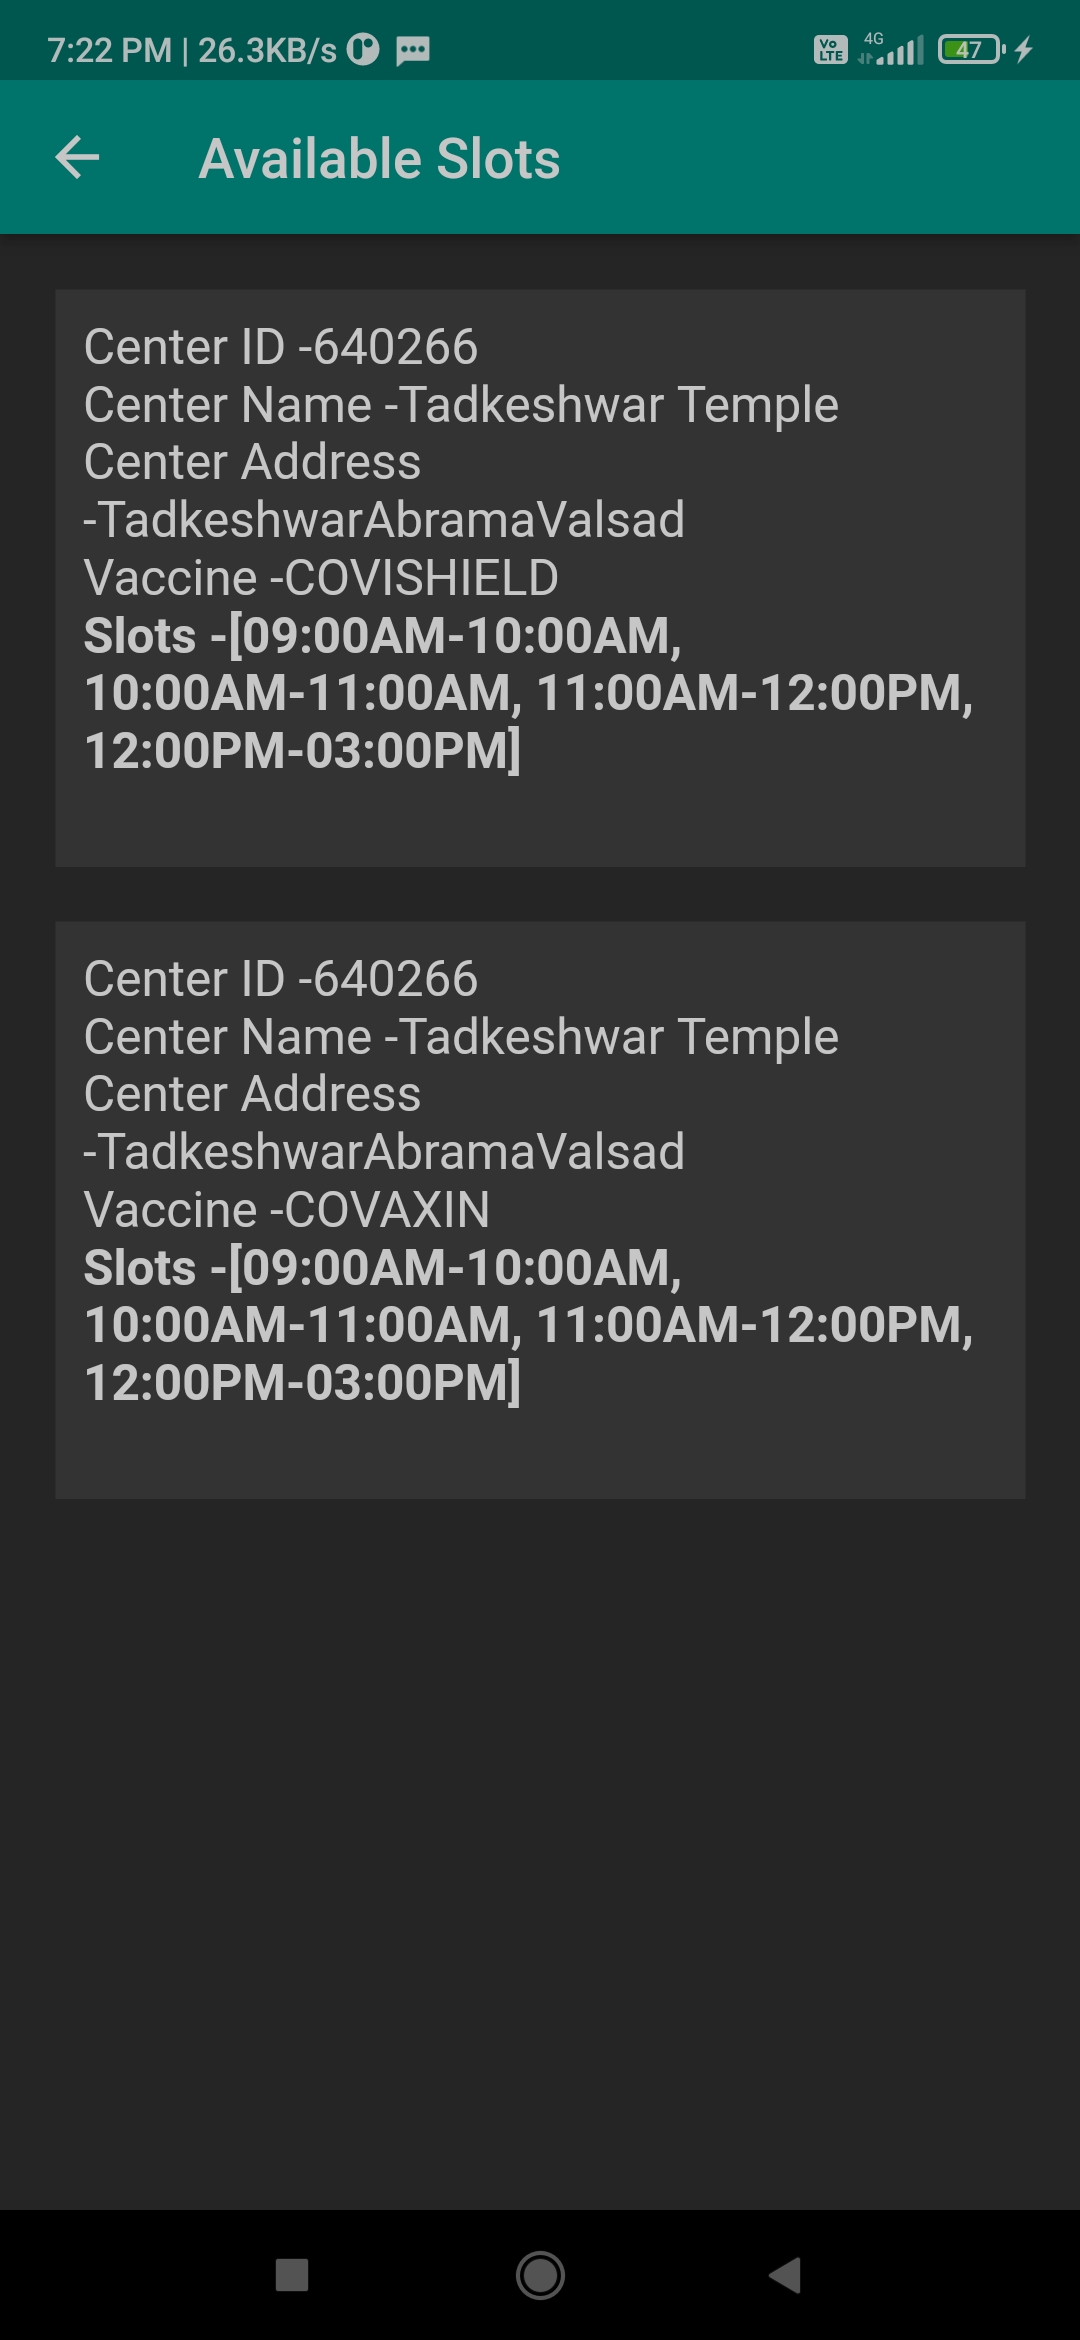 7:22 PM | 26.3KB/s
Vo
LTE
4G
47
Available Slots
Center ID -640266
Center Name -Tadkeshwar Temple
Center Address
-TadkeshwarAbramaValsad
Vaccine -COVISHIELD
Slots -[09:00AM-10:00AM,
10:00AM-11:00AM, 11:00AM-12:00PM,
12:00PM-03:00PM]
Center ID -640266
Center Name -Tadkeshwar Temple
Center Address
-TadkeshwarAbramaValsad
Vaccine -COVAXIN
Slots -[09:00AM-10:00AM,
10:00AM-11:00AM, 11:00AM-12:00PM,
12:00PM-03:00PM]